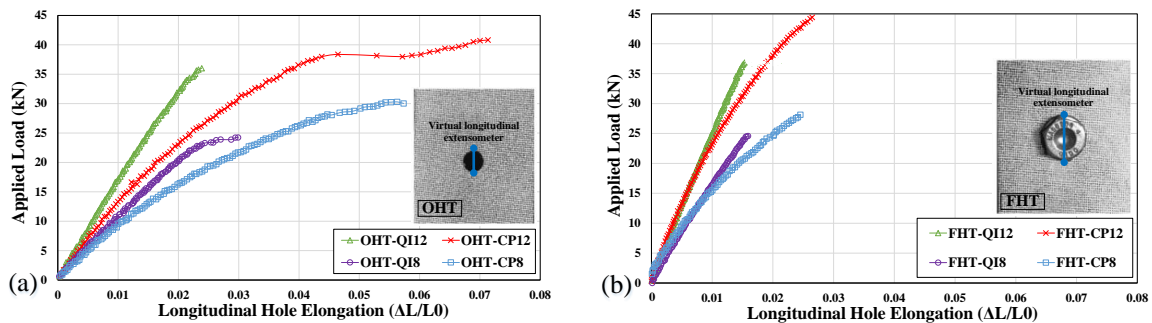 45
40
35
30
25
20
15
10
5
0
Applied Load (kN)
0 0.01 0.02 0.03 0.04 0.05 0.06 0.07 0.08
Longitudinal Hole Elongation (ΔL/L0)
Virtual longitudinal
extensometer
OHT
OHT-QI12 OHT-CP12
OHT-QI8 OHT-CP8
(a)
45
40
35
30
25
20
15
10
5
0
Applied Load (kN)
0 0.01 0.02 0.03 0.04 0.05 0.06 0.07 0.08
Longitudinal Hole Elongation (ΔL/L0)
Virtual longitudinal
extensometer
FHT
FHT-QI12 FHT-CP12
FHT-QI8 FHT-CP8
(b)